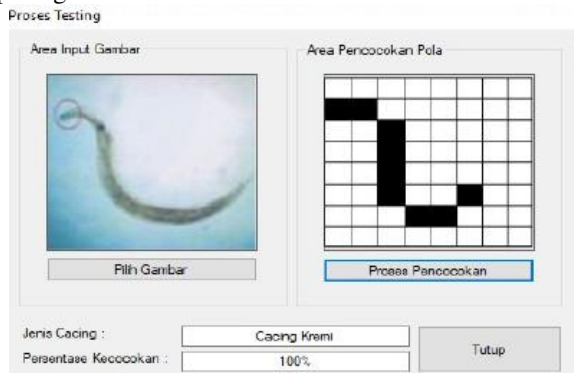 Proses Testing
Area Input Gambar
Area Pencocokan Pola
Pilih Gambar
Proses Pencocokan
Jenis Cacing :
Cacing Kremi
Persentase Kecocokan :
100%
Tutup